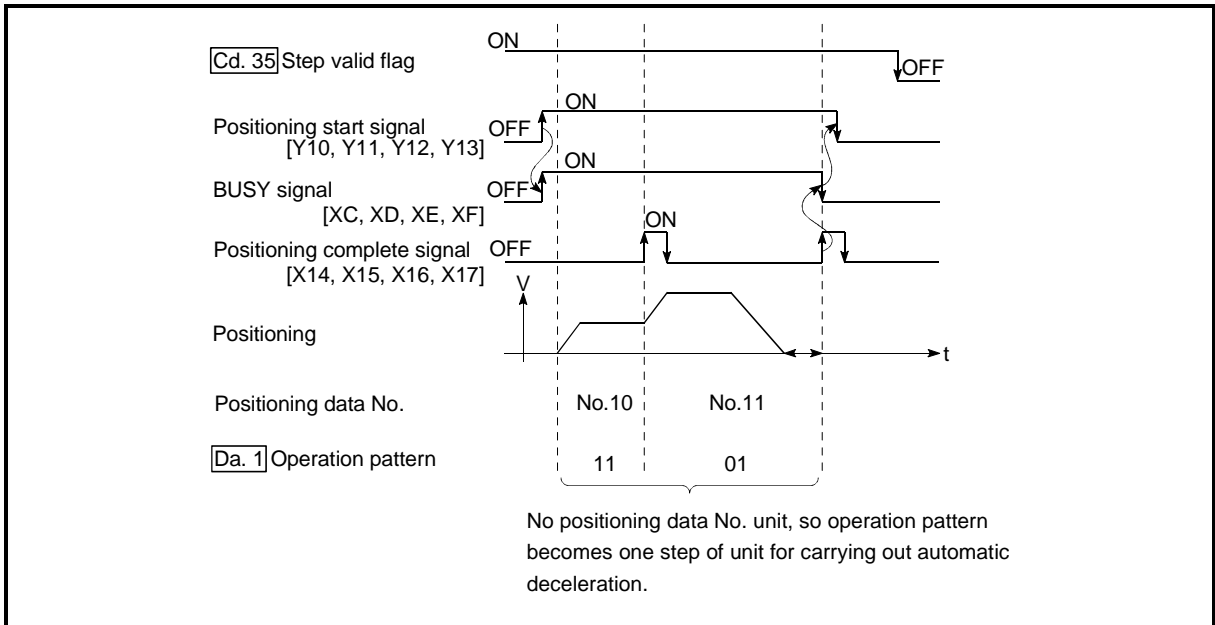 ON
Cd. 35 Step valid flag
OFF
ON
Positioning start signal
OFF
[Y10, Y11, Y12, Y13]
ON
BUSY signal
OFF
[XC, XD, XE, XF]
ON
Positioning complete signal
OFF
[X14, X15, X16, X17]
V
Positioning
t
Positioning data No.
No.10
No.11
Da. 1 Operation pattern
11
01
No positioning data No. unit, so operation pattern
becomes one step of unit for carrying out automatic
deceleration.